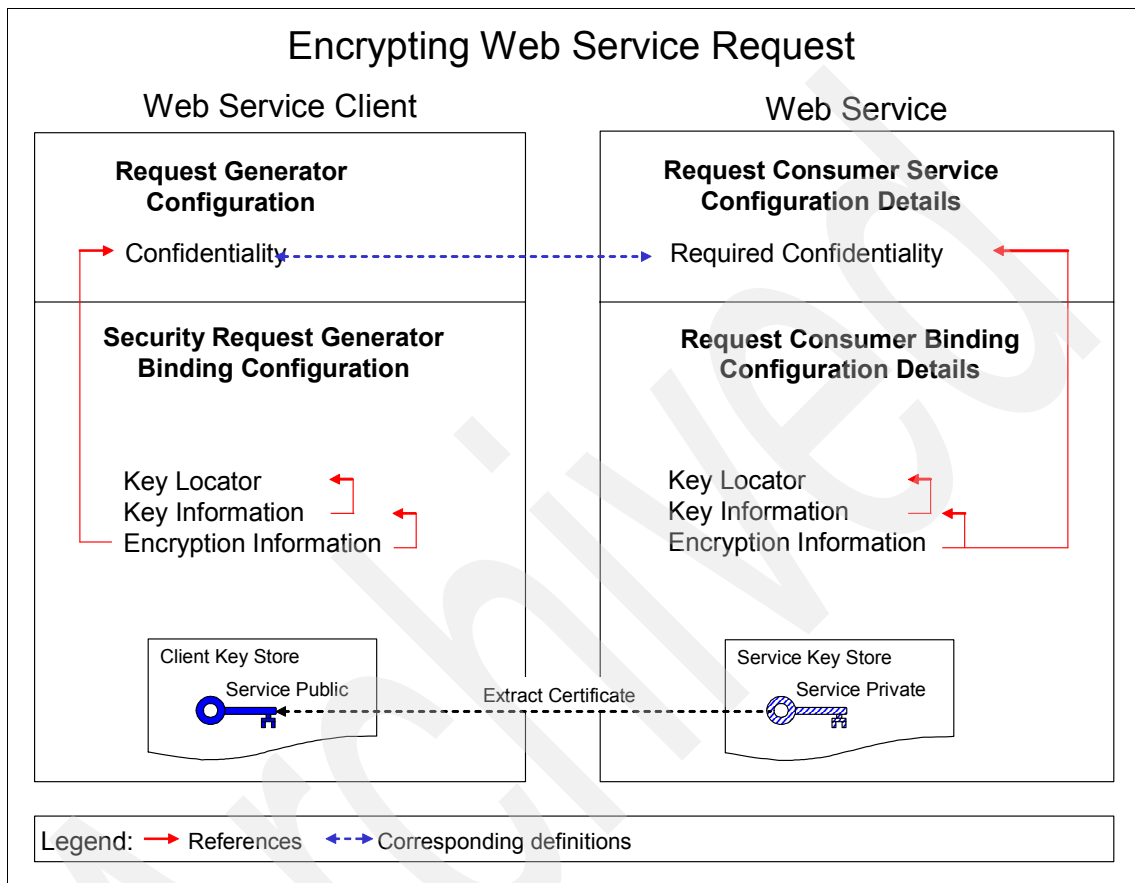 Encrypting Web Service Request
Web Service Client
Web Service
Request Generator
Configuration
Confidentiality
Request Consumer Service
Configuration Details
Required Confidentiality
Security Request Generator
Binding Configuration
Key Locator
Key Information
Encryption Information
Request Consumer Binding
Configuration Details
Key Locator
Key Information
Encryption Information
Client Key Store
Service Public
Extract Certificate
Service Key Store
Service Private
Legend: References Corresponding definitions
Archived